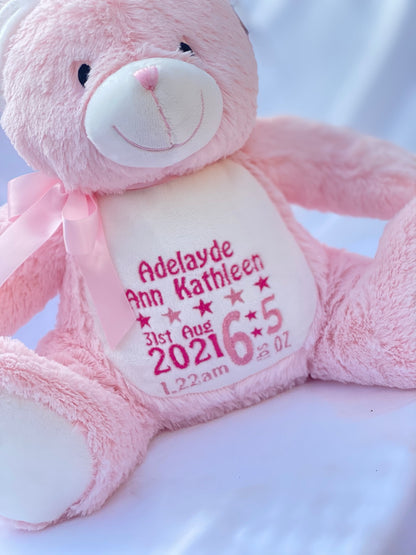 Adelayde
Ann Kathleen
31st Aug
2021
1.22am
6
lbs
5
OZ